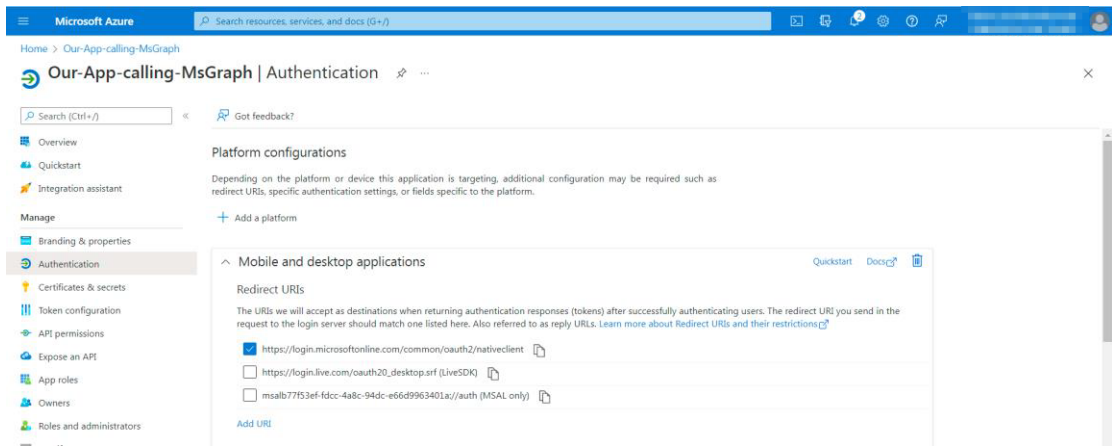 Microsoft Azure
Search resources, services, and docs (G+/)
2
Home > Our-App-calling-MsGraph
Our-App-calling-MsGraph | Authentication
Search (Ctrl+/)
Got feedback?
Overview
Quickstart
Integration assistant
Manage
Branding & properties
Authentication
Certificates & secrets
Token configuration
API permissions
Expose an API
App roles
Owners
Roles and administrators
Platform configurations
Depending on the platform or device this application is targeting, additional configuration may be required such as
redirect URIs, specific authentication settings, or fields specific to the platform.
Add a platform
Mobile and desktop applications
Quickstart
Docs
Redirect URIs
The URIs we will accept as destinations when returning authentication responses (tokens) after successfully authenticating users. The redirect URI you send in the
request to the login server should match one listed here. Also referred to as reply URLs. Learn more about Redirect URIs and their restrictions
https://login.microsoftonline.com/common/oauth2/nativeclient
https://login.live.com/oauth20_desktop.srf (LiveSDK)
msalb77f53ef-fdcc-4a8c-94dc-e66d9963401a://auth (MSAL only)
Add URI